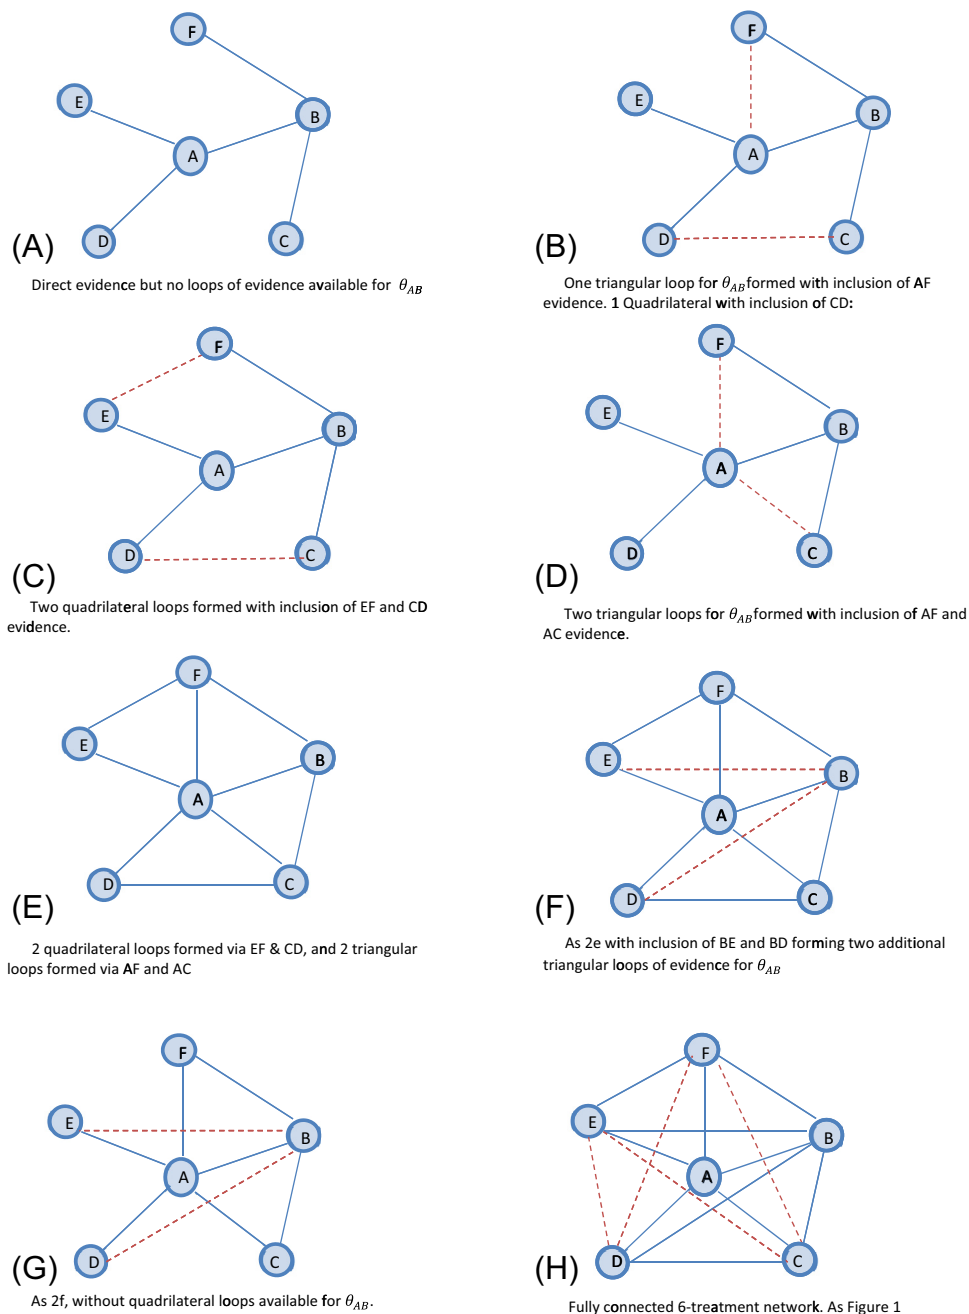 F
E
B
A
D
C
(A)
Direct evidence but no loops of evidence available for θAB
F
E
B
A
D
C
(B)
One triangular loop for θAB formed with inclusion of AF
evidence. 1 Quadrilateral with inclusion of CD:
F
E
B
A
D
C
(C)
Two quadrilateral loops formed with inclusion of EF and CD
evidence.
F
E
B
A
D
C
(D)
Two triangular loops for θAB formed with inclusion of AF and
AC evidence.
F
E
B
A
D
C
(E)
2 quadrilateral loops formed via EF & CD, and 2 triangular
loops formed via AF and AC
F
E
B
A
D
C
(F)
As 2e with inclusion of BE and BD forming two additional
triangular loops of evidence for θAB
F
E
B
A
D
C
(G)
As 2f, without quadrilateral loops available for θAB.
F
E
B
A
D
C
(H)
Fully connected 6-treatment network. As Figure 1